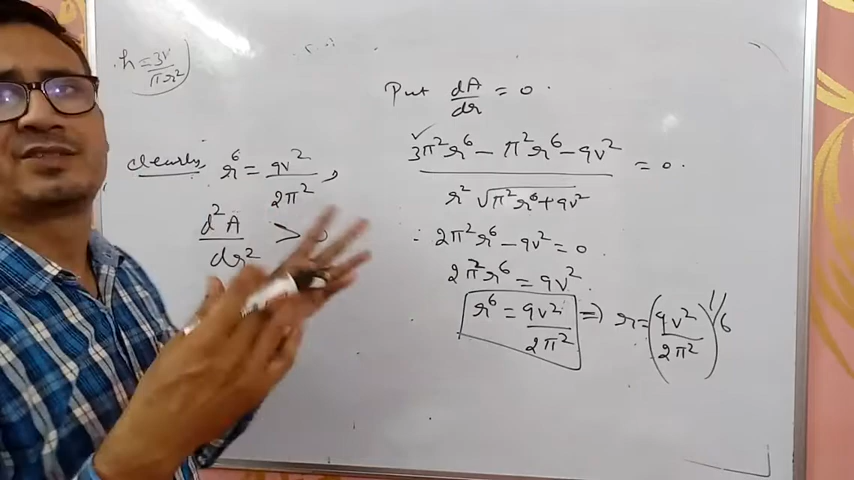 h = 3v/πr²
Put dA/dr = 0.
3π²r⁶ - π²r⁶ - 9v² / r²√(π²r⁶+9v²) = 0.
∴ 2π²r⁶ - 9v² = 0
2π²r⁶ = 9v².
r⁶ = 9v²/2π² ⇒ r = (9v²/2π²)^1/6
clearly r⁶ = 9v²/2π²,
d²A/dr² > 0